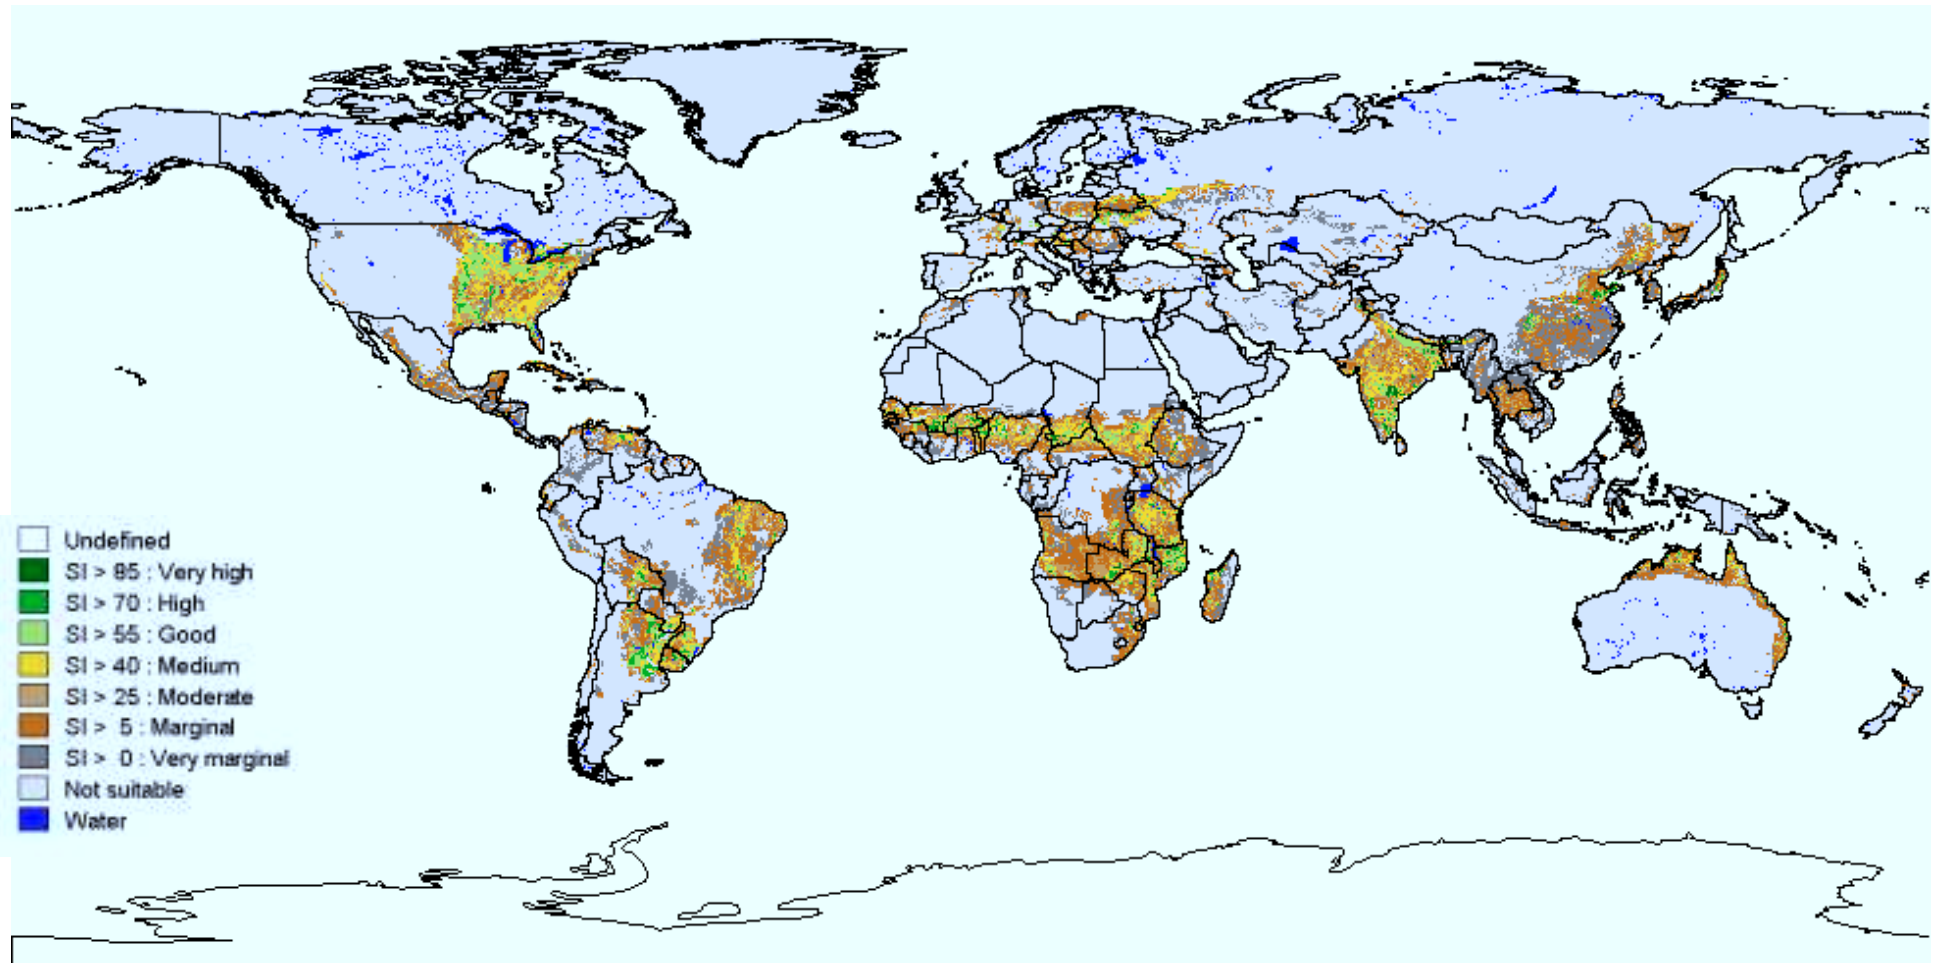 Undefined
SI > 85 : Very high
SI > 70 : High
SI > 55 : Good
SI > 40 : Medium
SI > 25 : Moderate
SI > 5 : Marginal
SI > 0 : Very marginal
Not suitable
Water